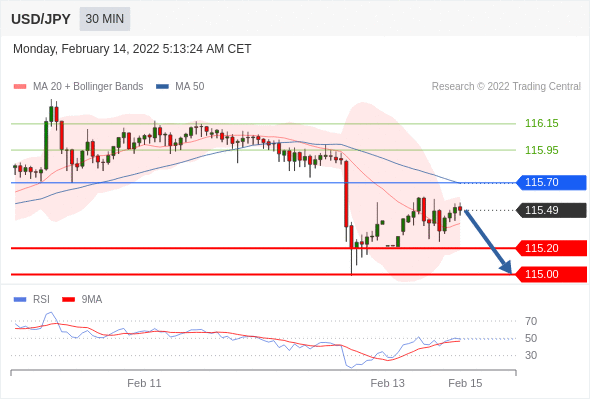 USD/JPY 30 MIN
Monday, February 14, 2022 5:13:24 AM CET
MA 20 + Bollinger Bands MA 50 Research © 2022 Trading Central
116.15
115.95
115.70
115.49
115.20
115.00
RSI 9MA
70
50
30
Feb 11 Feb 13 Feb 15